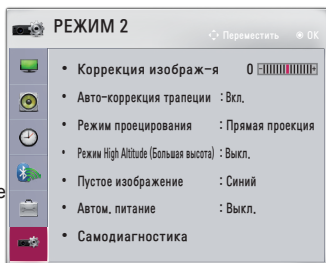 РЕЖИМ 2
Переместить OK
• Коррекция изображ-я 0
• Авто-коррекция трапеции : Вкл.
• Режим проецирования : Прямая проекция
• Режим High Altitude (Большая высота) : Выкл.
• Пустое изображение : Синий
е
• Автом. питание : Выкл.
• Самодиагностика